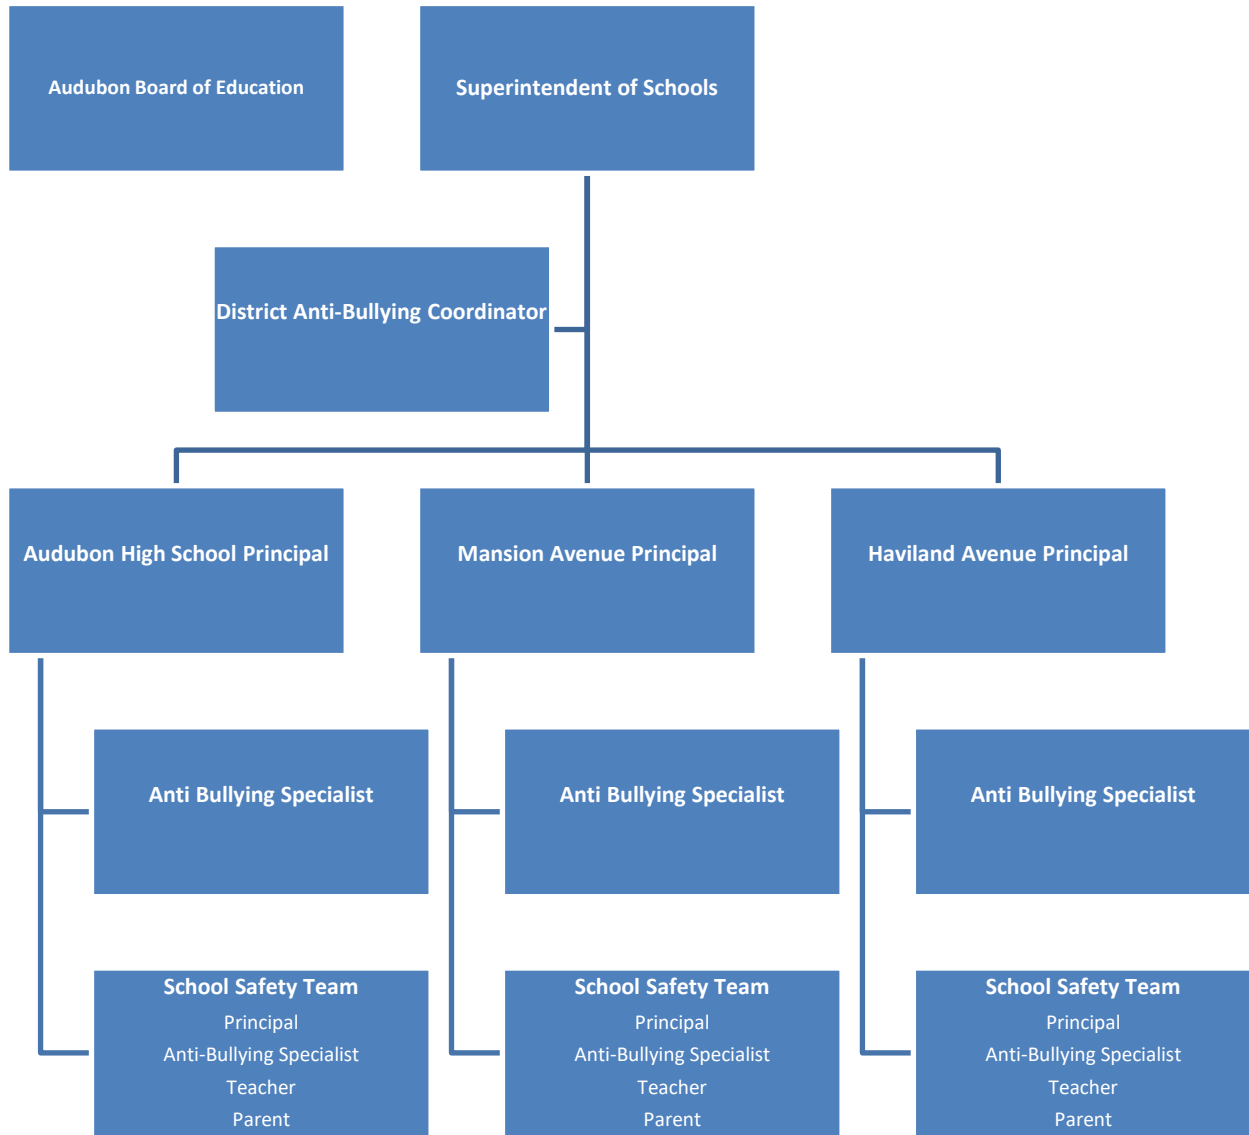 Audubon Board of Education
Superintendent of Schools
District Anti-Bullying Coordinator
Audubon High School Principal
Mansion Avenue Principal
Haviland Avenue Principal
Anti Bullying Specialist
Anti Bullying Specialist
Anti Bullying Specialist
School Safety Team
Principal
Anti-Bullying Specialist
Teacher
Parent
School Safety Team
Principal
Anti-Bullying Specialist
Teacher
Parent
School Safety Team
Principal
Anti-Bullying Specialist
Teacher
Parent